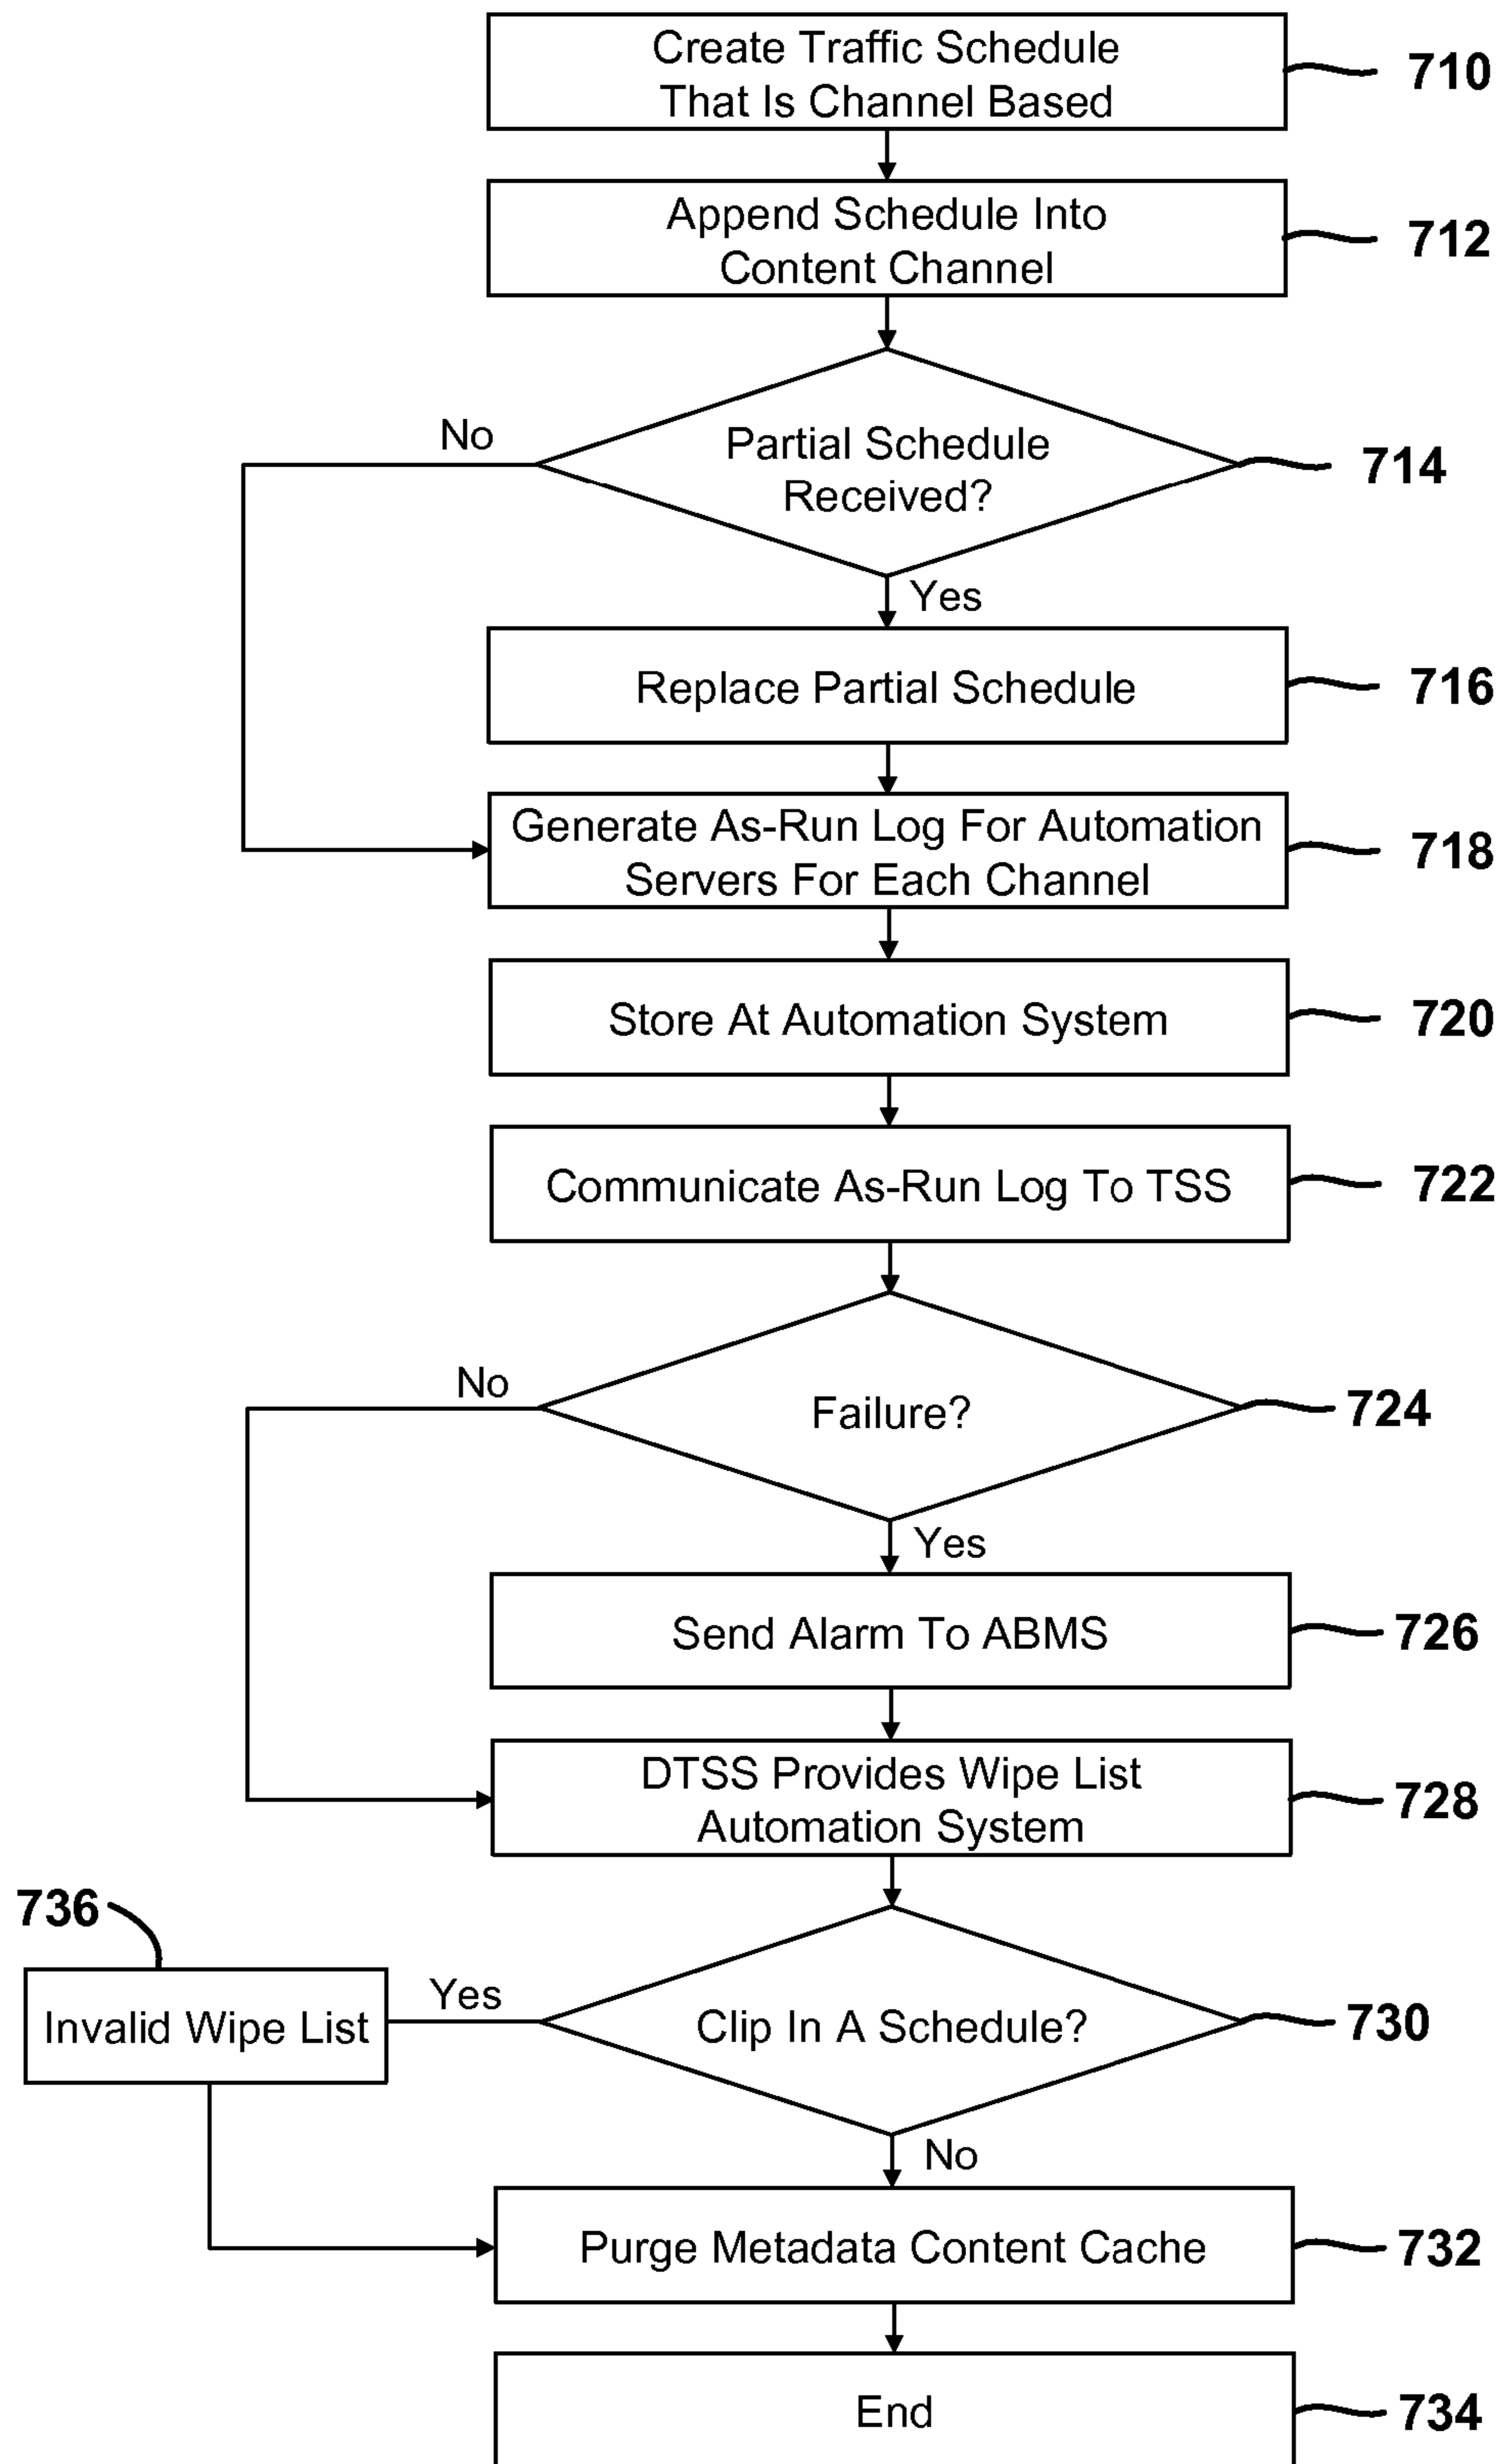 Create Traffic Schedule
That Is Channel Based
710
Append Schedule Into
Content Channel
712
No
Partial Schedule
Received?
714
Yes
Replace Partial Schedule
716
Generate As-Run Log For Automation
Servers For Each Channel
718
Store At Automation System
720
Communicate As-Run Log To TSS
722
No
Failure?
724
Yes
Send Alarm To ABMS
726
DTSS Provides Wipe List
Automation System
728
736
Invalid Wipe List
Yes
Clip In A Schedule?
730
No
Purge Metadata Content Cache
732
End
734